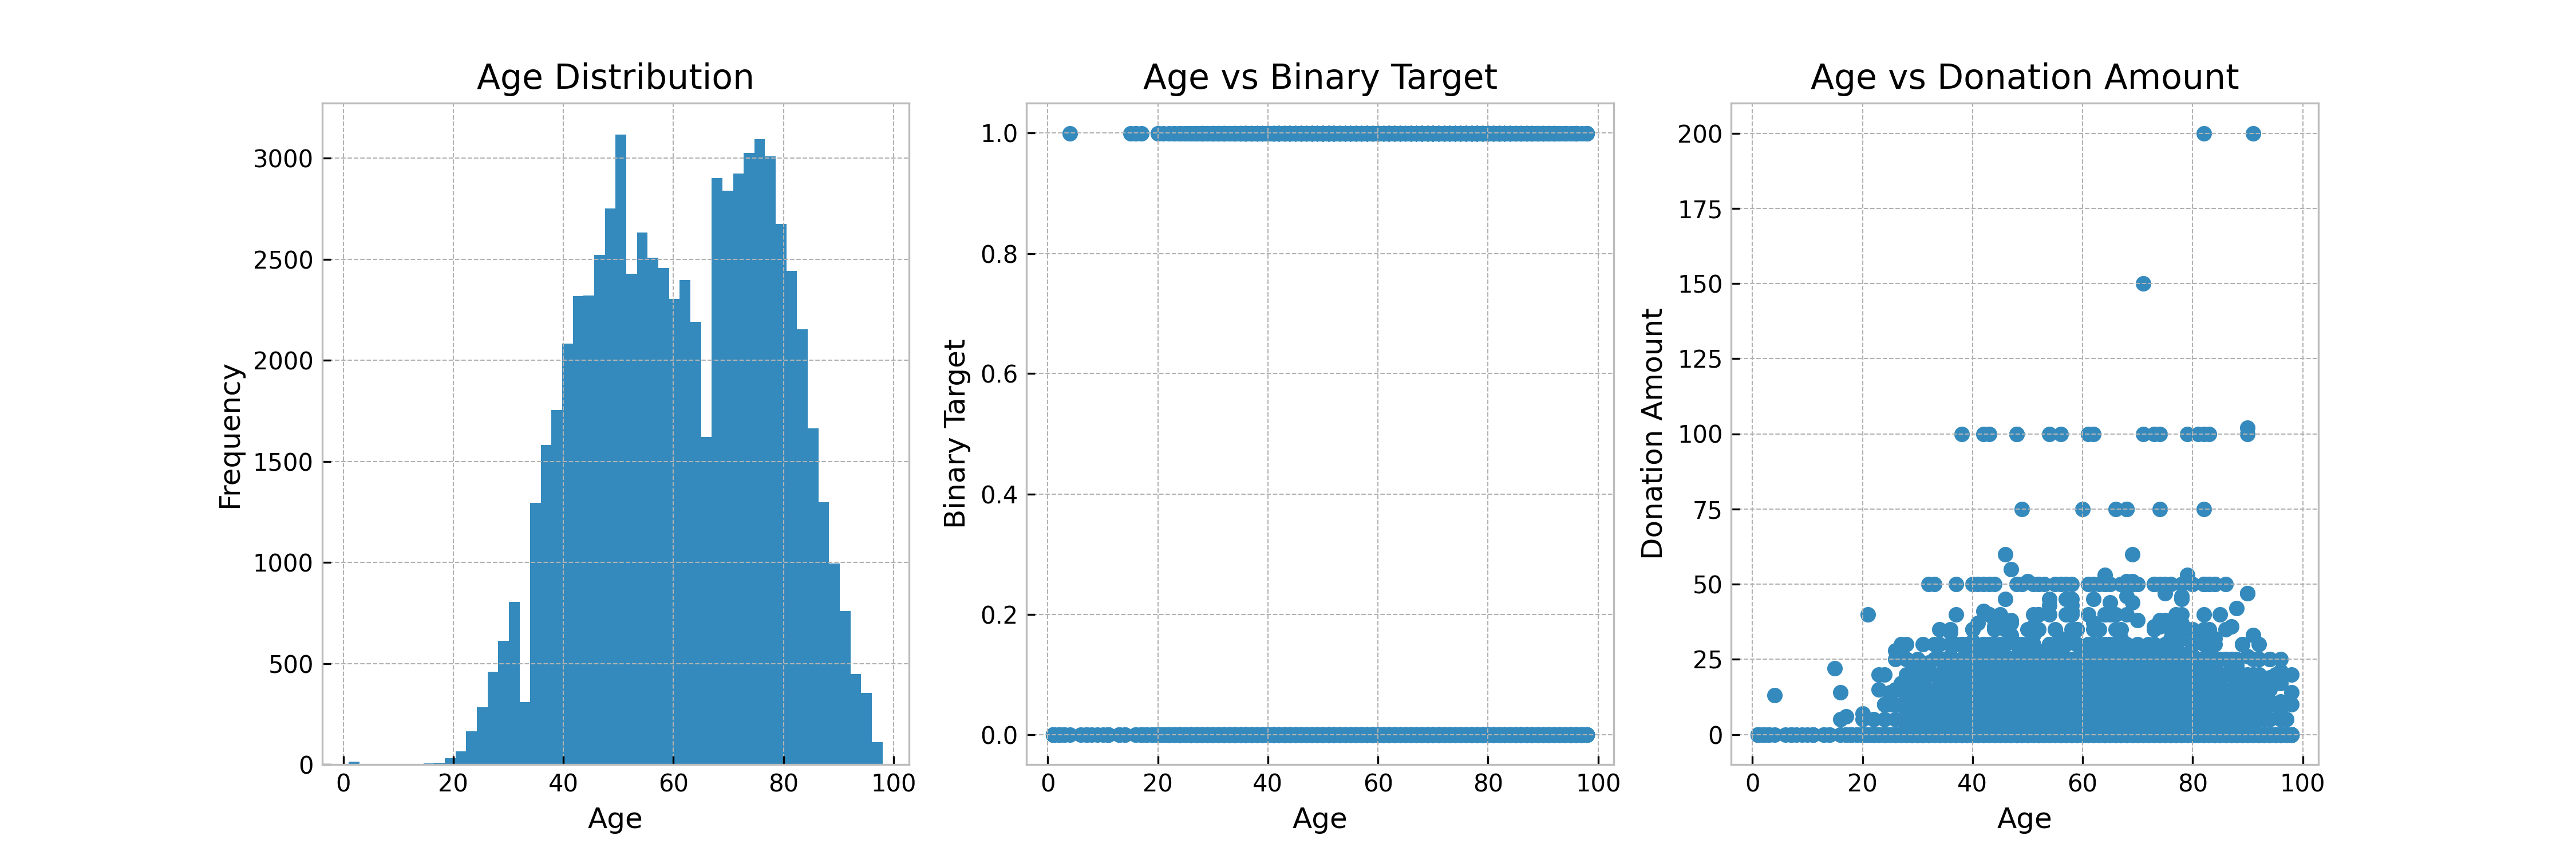 Age Distribution
Frequency
3000
2500
2000
1500
1000
500
0
0 20 40 60 80 100
Age
Age vs Binary Target
Binary Target
1.0
0.8
0.6
0.4
0.2
0.0
0 20 40 60 80 100
Age
Age vs Donation Amount
Donation Amount
200
175
150
125
100
75
50
25
0
0 20 40 60 80 100
Age